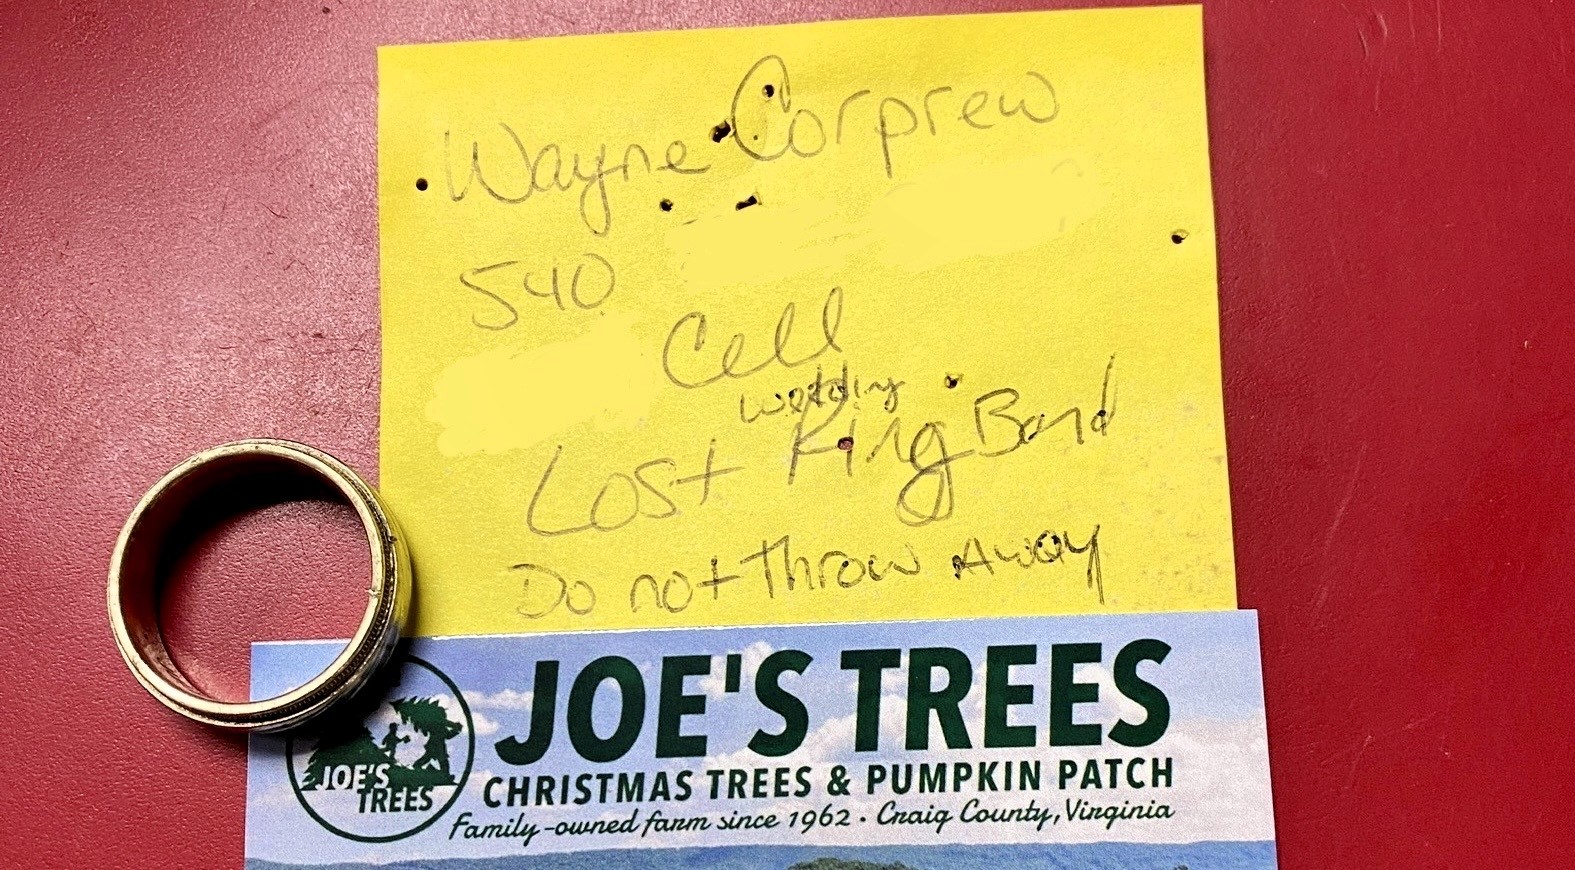 Wayne Corprew
540
Cell
wedding
Lost Ring Band
Do not Throw Away
JOE'S TREES
CHRISTMAS TREES & PUMPKIN PATCH
Family-owned farm since 1962 · Craig County, Virginia
JOE'S
TREES